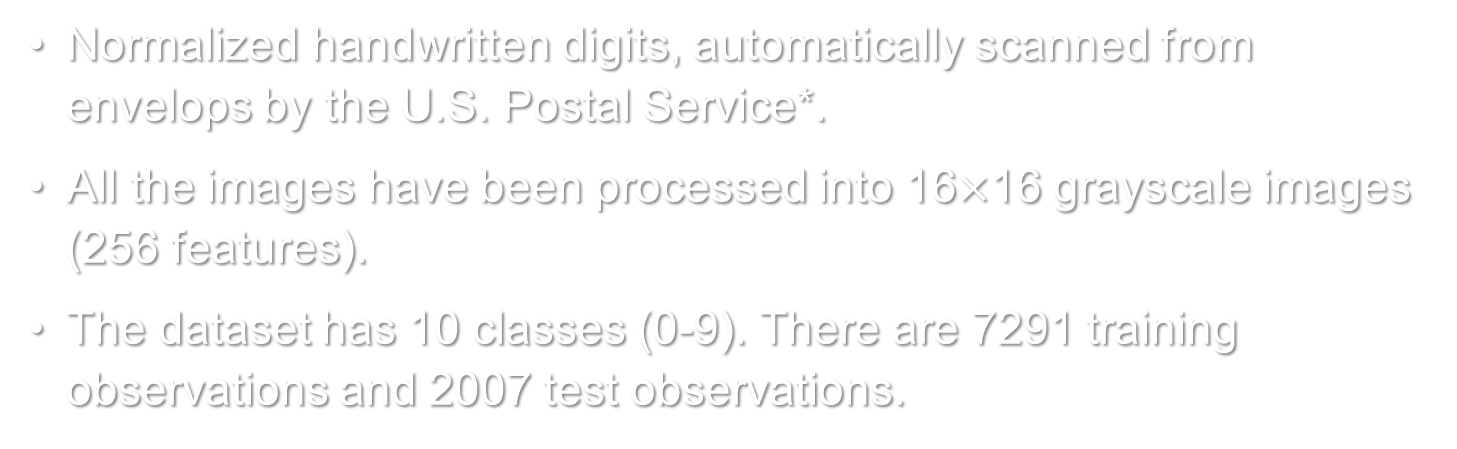 • Normalized handwritten digits, automatically scanned from
envelops by the U.S. Postal Service*.
• All the images have been processed into 16×16 grayscale images
(256 features).
• The dataset has 10 classes (0-9). There are 7291 training
observations and 2007 test observations.